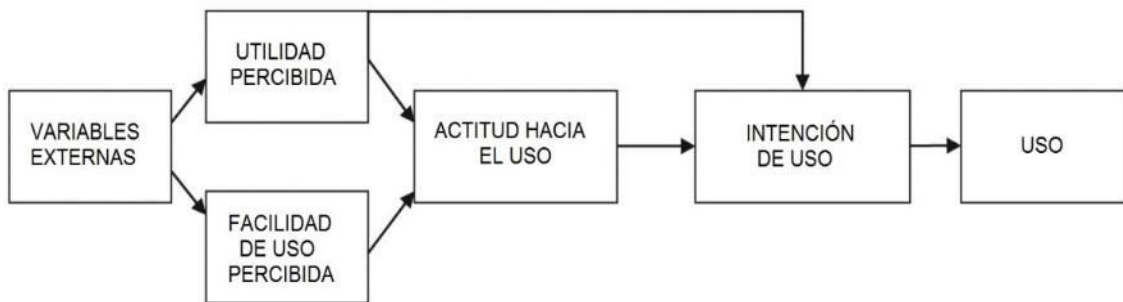 UTILIDAD
PERCIBIDA
VARIABLES
EXTERNAS
ACTITUD HACIA
EL USO
INTENCIÓN
DE USO
USO
FACILIDAD
DE USO
PERCIBIDA